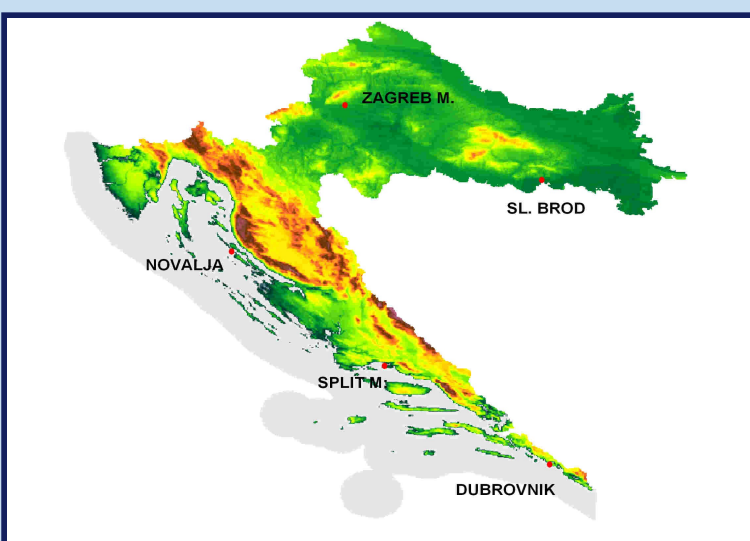 ZAGREB M.
SL. BROD
NOVALJA
SPLIT M.
DUBROVNIK